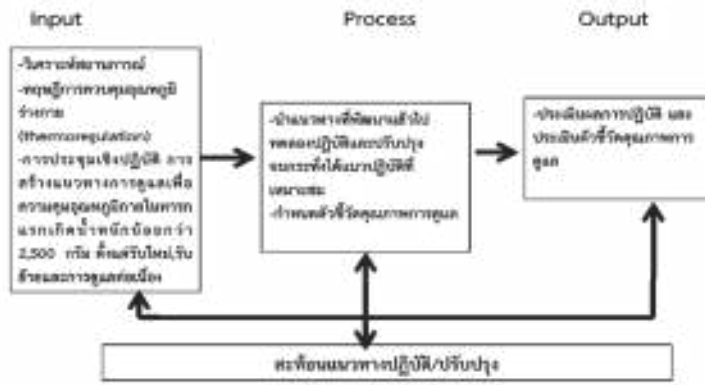 Input
Process
Output
-วิเคราะห์สถานการณ์
-ทฤษฎีการควบคุมอุณหภูมิ
ร่างกาย
(thermoregulation)
-การประชุมเชิงปฏิบัติ การ
สร้างแนวทางการดูแลเพื่อ
ควบคุมอุณหภูมิกายในทารก
แรกเกิดน้ำหนักน้อยกว่า
2,500 กรัม ตั้งแต่รับใหม่,รับ
ย้ายและการดูแลต่อเนื่อง
-นำแนวทางที่พัฒนาแล้วไป
ทดลองปฏิบัติและปรับปรุง
จนกระทั่งได้แนวปฏิบัติที่
เหมาะสม
-กำหนดตัวชี้วัดคุณภาพการดูแล
-ประเมินผลการปฏิบัติ และ
ประเมินตัวชี้วัดคุณภาพการ
ดูแล
สะท้อนแนวทางปฏิบัติ/ปรับปรุง